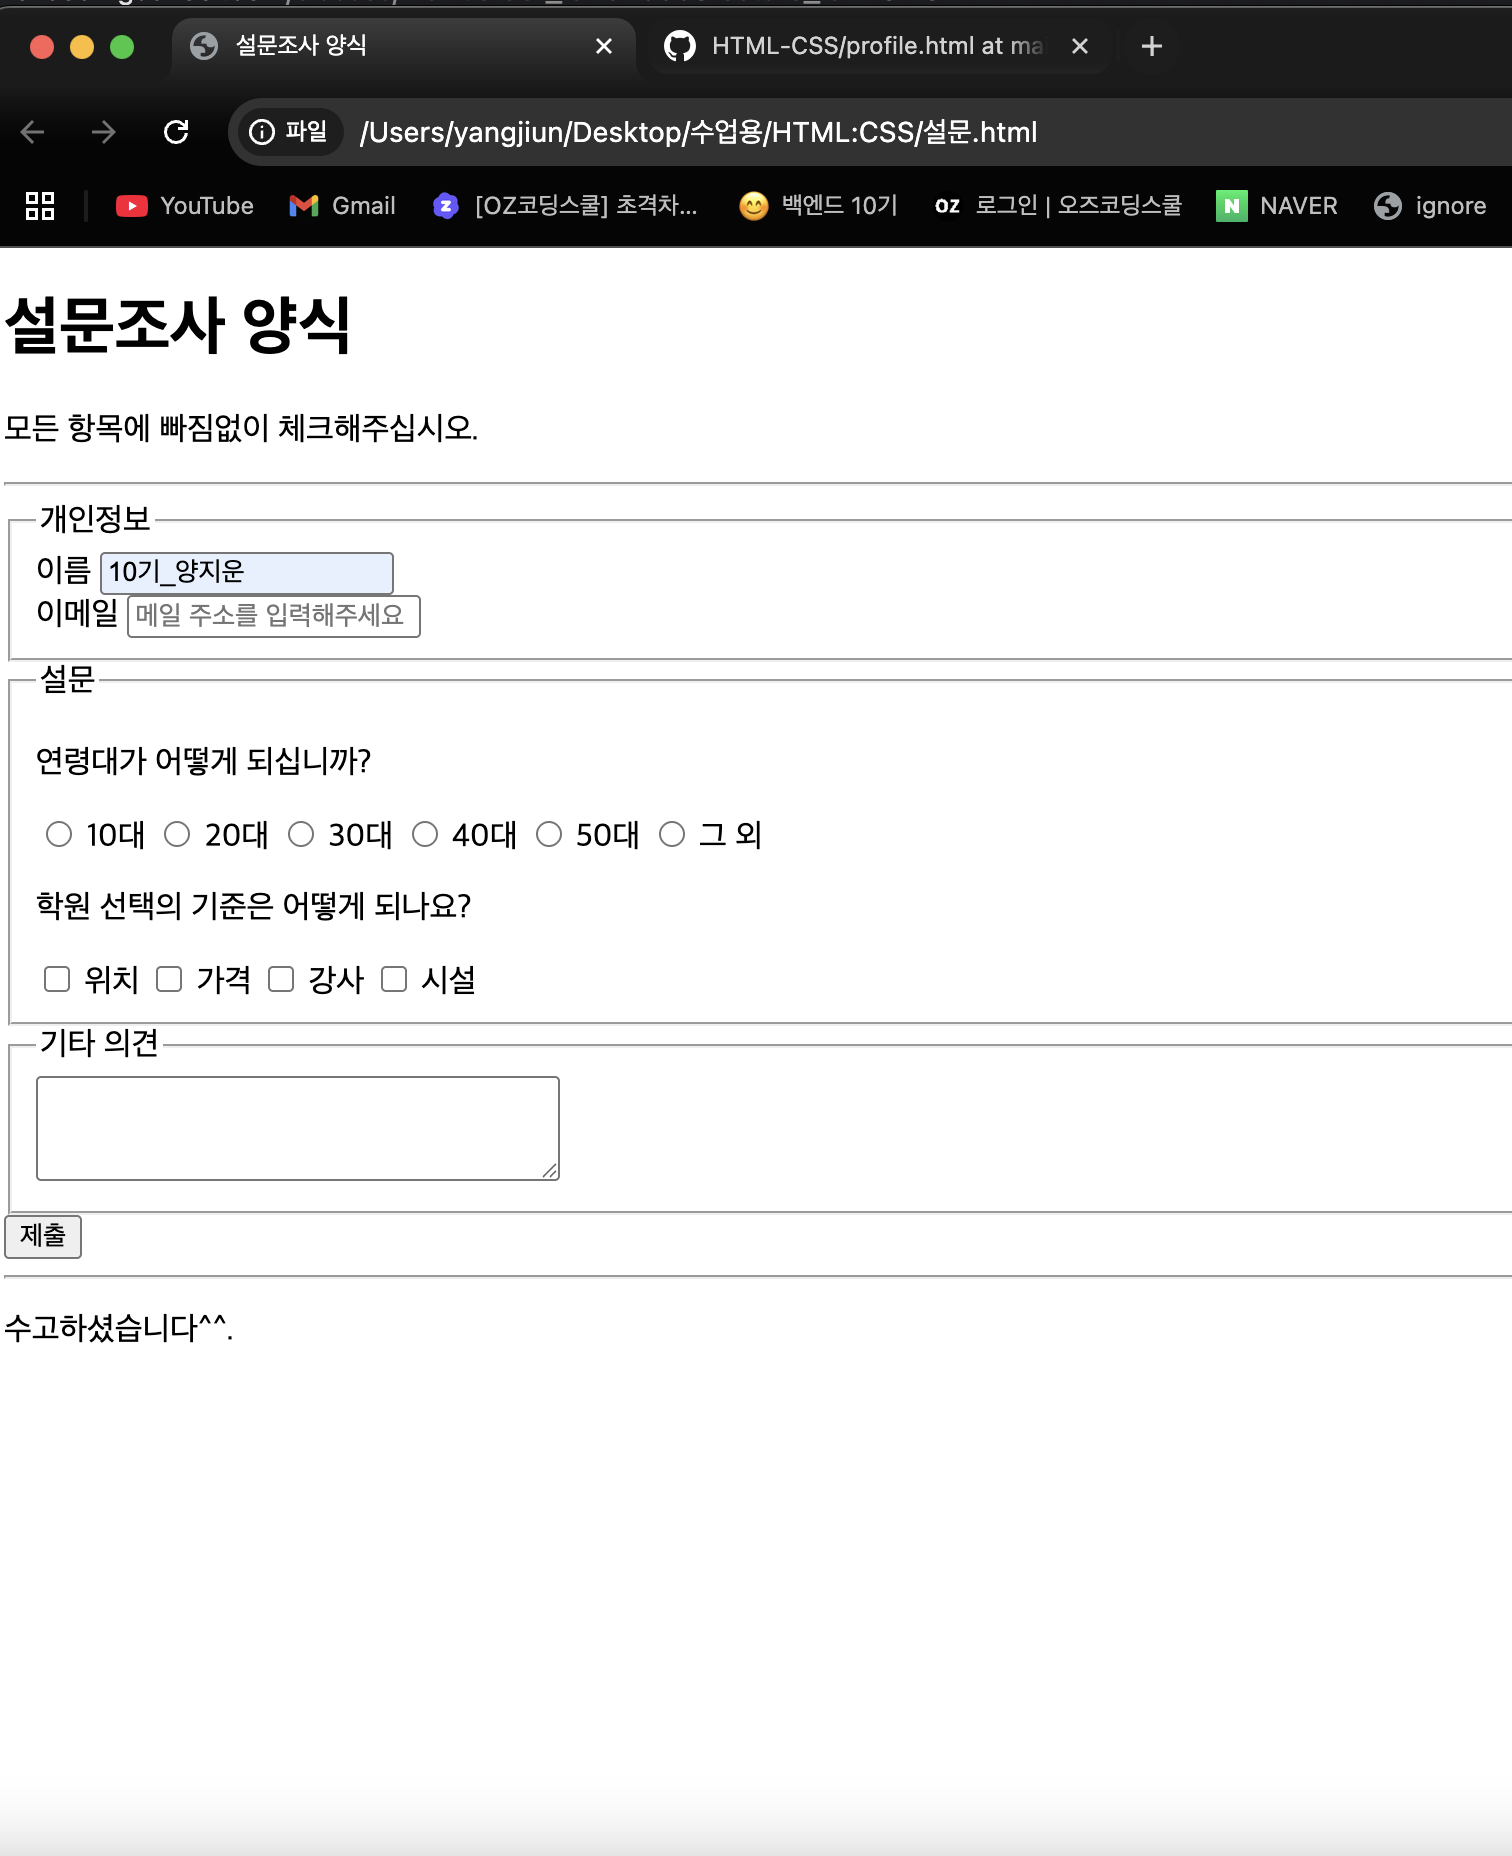 설문조사 양식
HTML-CSS/profile.html at ma
파일 /Users/yangjiun/Desktop/수업용/HTML:CSS/설문.html
YouTube Gmail [OZ코딩스쿨] 초격차... 백엔드 10기 oz 로그인 | 오즈코딩스쿨 N NAVER ignore
설문조사 양식
모든 항목에 빠짐없이 체크해주십시오.
개인정보
이름 10기_양지운
이메일 메일 주소를 입력해주세요
설문
연령대가 어떻게 되십니까?
10대 20대 30대 40대 50대 그 외
학원 선택의 기준은 어떻게 되나요?
위치 가격 강사 시설
기타 의견
제출
수고하셨습니다^^.